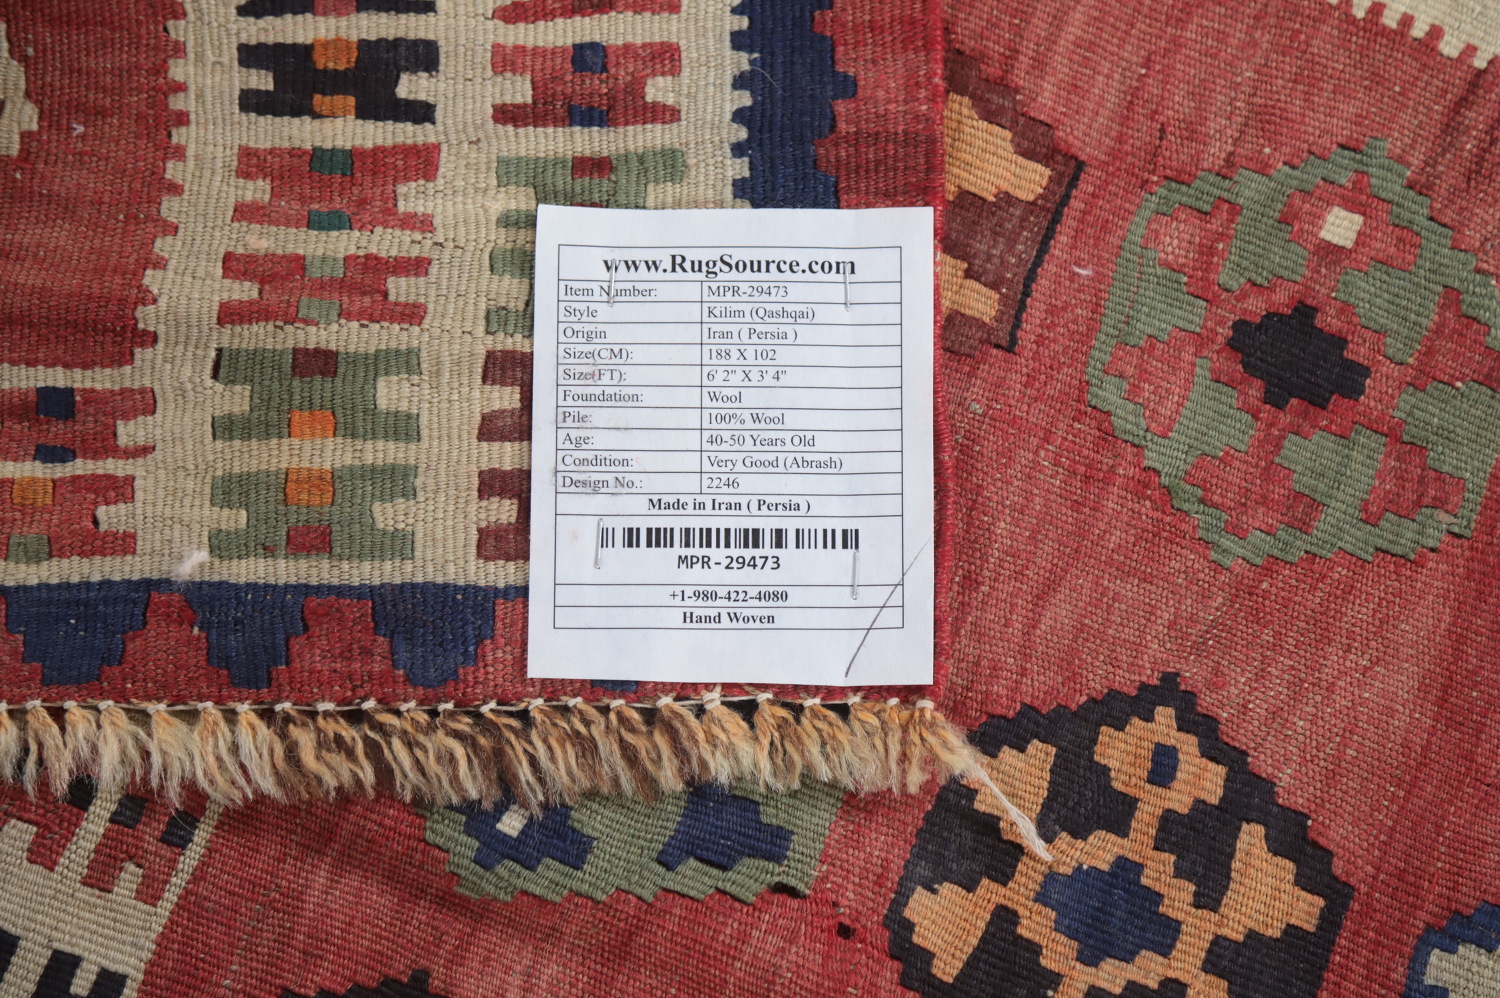 www.RugSource.com
Item Number: MPR-29473
Style Kilim (Qashqai)
Origin Iran ( Persia )
Size(CM): 188 X 102
Size(FT): 6' 2" X 3' 4"
Foundation: Wool
Pile: 100% Wool
Age: 40-50 Years Old
Condition: Very Good (Abrash)
Design No.: 2246
Made in Iran ( Persia )
MPR-29473
+1-980-422-4080
Hand Woven